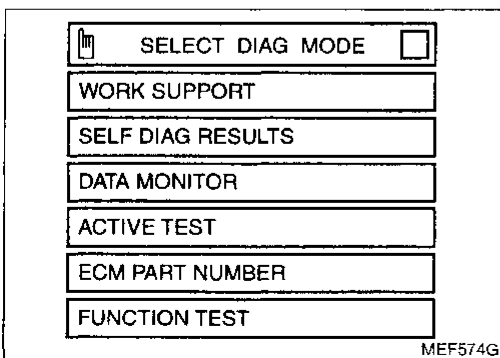 SELECT DIAG MODE
WORK SUPPORT
SELF DIAG RESULTS
DATA MONITOR
ACTIVE TEST
ECM PART NUMBER
FUNCTION TEST
MEF574G